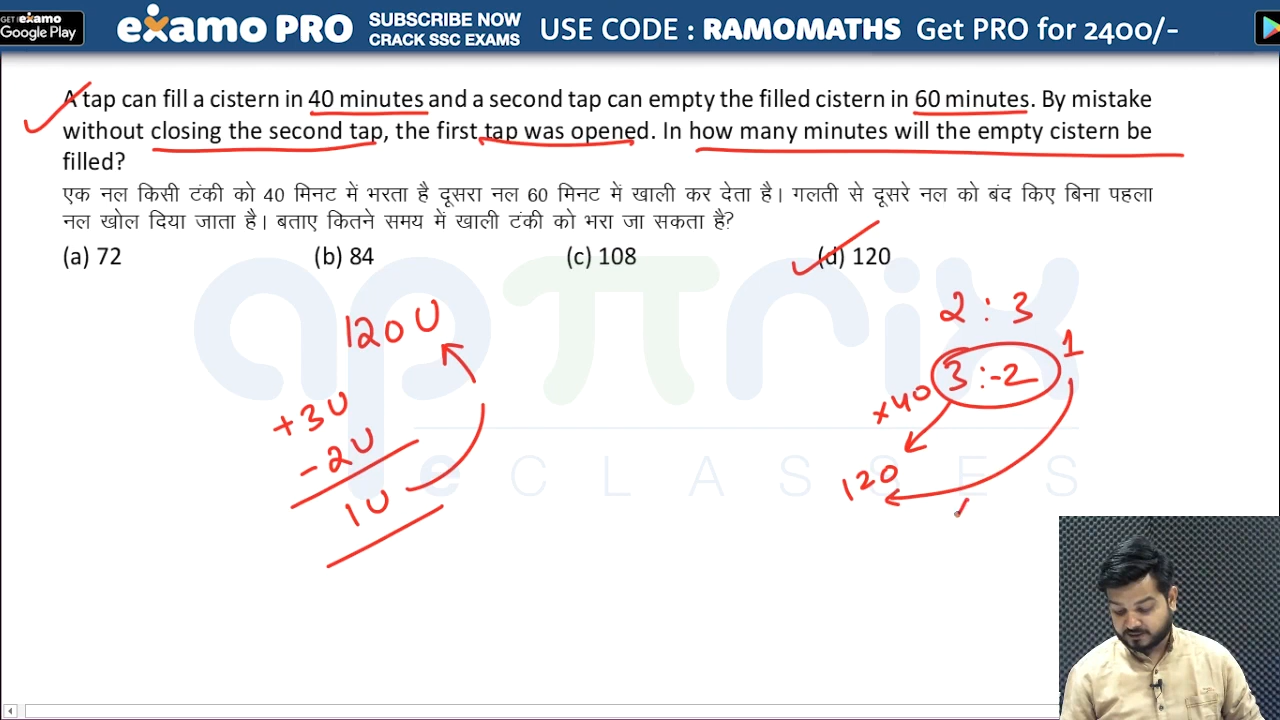 GET IT examo
Google Play
examo PRO
SUBSCRIBE NOW
CRACK SSC EXAMS
USE CODE : RAMOMATHS Get PRO for 2400/-
A tap can fill a cistern in 40 minutes and a second tap can empty the filled cistern in 60 minutes. By mistake
without closing the second tap, the first tap was opened. In how many minutes will the empty cistern be
filled?
एक नल किसी टंकी को 40 मिनट में भरता है दूसरा नल 60 मिनट में खाली कर देता है। गलती से दूसरे नल को बंद किए बिना पहला
नल खोल दिया जाता है। बताए कितने समय में खाली टंकी को भरा जा सकता है?
(a) 72 (b) 84 (c) 108 (d) 120
2 : 3
120 U
1
3 : -2
x40
+3U
-2U
120
1U
eCLASSES